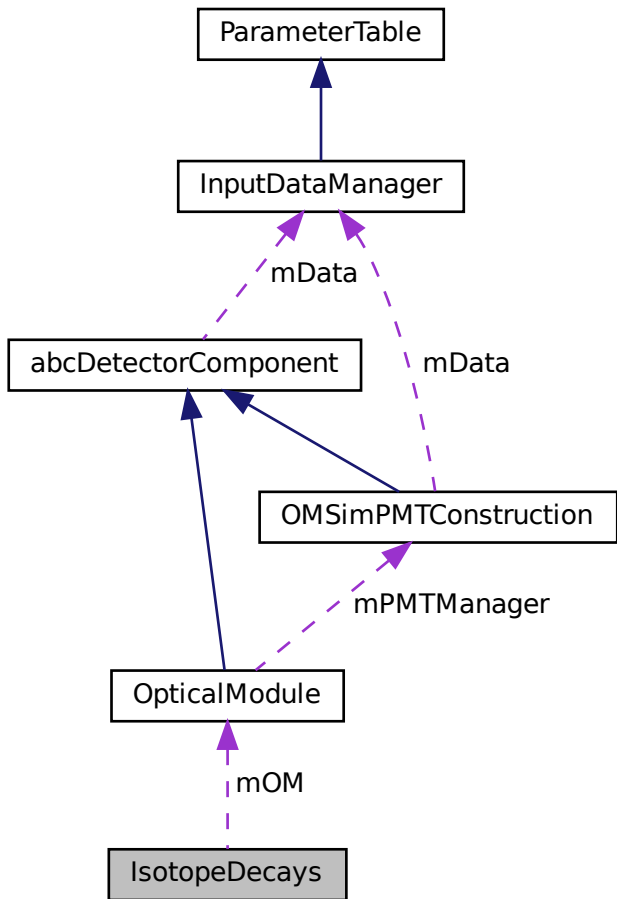 ParameterTable
InputDataManager
mData
abcDetectorComponent
mData
OMSimPMTConstruction
mPMTManager
OpticalModule
mOM
IsotopeDecays